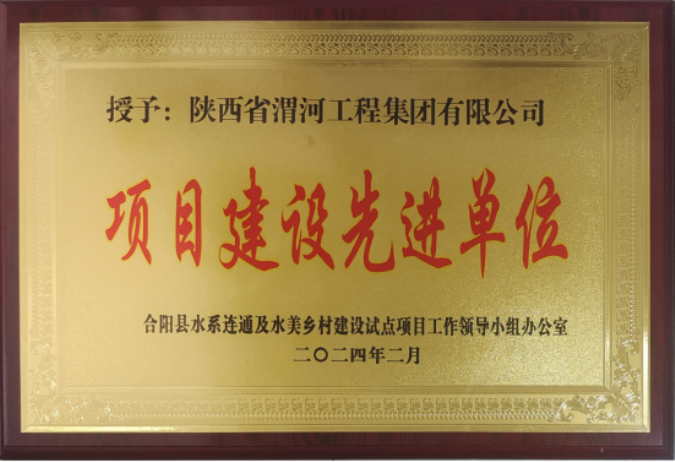 授予：陕西省渭河工程集团有限公司
项目建设先进单位
合阳县水系连通及水美乡村建设试点项目工作领导小组办公室
二〇二四年二月